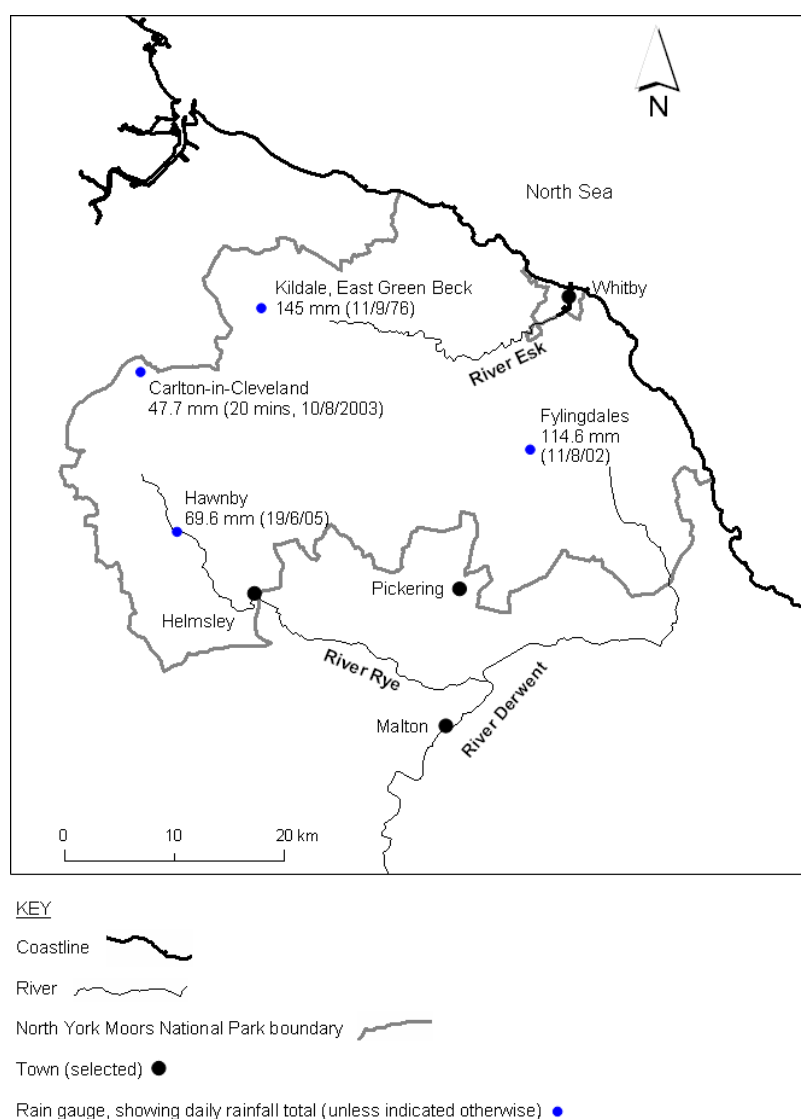 N
North Sea
Kildale, East Green Beck
145 mm (11/9/76)
Whitby
River Esk
Carlton-in-Cleveland
47.7 mm (20 mins, 10/8/2003)
Fylingdales
114.6 mm
(11/8/02)
Hawnby
69.6 mm (19/6/05)
Pickering
Helmsley
River Rye
River Derwent
Malton
0 10 20 km
KEY
Coastline
River
North York Moors National Park boundary
Town (selected)
Rain gauge, showing daily rainfall total (unless indicated otherwise)